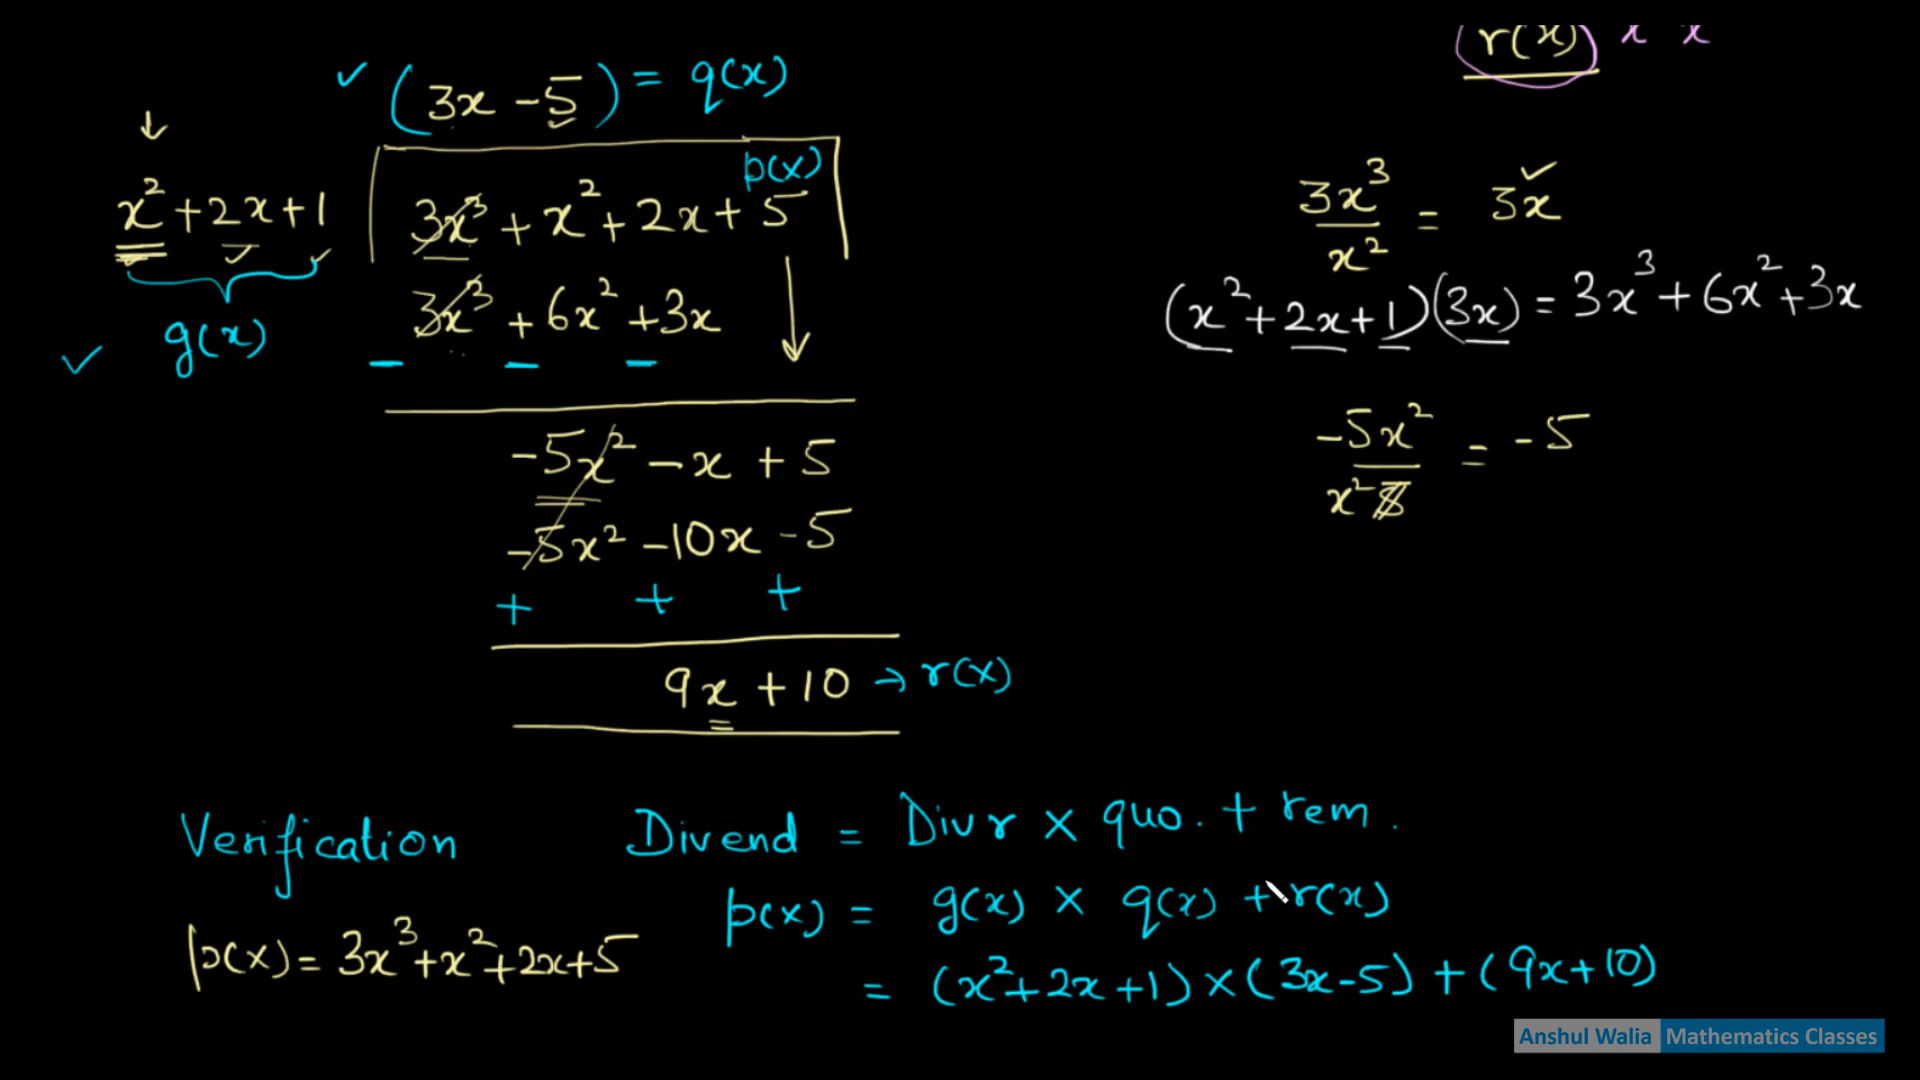 r(x) x x
✓ (3x - 5) = q(x)
p(x)
x² + 2x + 1
3x³ + x² + 2x + 5
3x³ + 6x² + 3x
- - -
✓ g(x)
-5x² - x + 5
-5x² - 10x - 5
+ + +
9x + 10 → r(x)
3x³/x² = 3x ✓
(x² + 2x + 1)(3x) = 3x³ + 6x² + 3x
-5x²/x² = -5
Verification
Divend = Divr × quo. + rem.
p(x) = g(x) × q(x) + r(x)
p(x) = 3x³ + x² + 2x + 5
= (x² + 2x + 1) × (3x - 5) + (9x + 10)
Anshul Walia Mathematics Classes